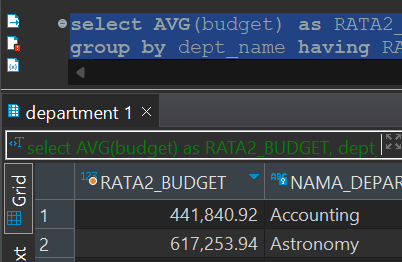 select AVG(budget) as RATA2_
group by dept_name having RA
department 1
select AVG(budget) as RATA2_BUDGET, dept_
Grid
RATA2_BUDGET
NAMA_DEPAR
1 441,840.92 Accounting
2 617,253.94 Astronomy